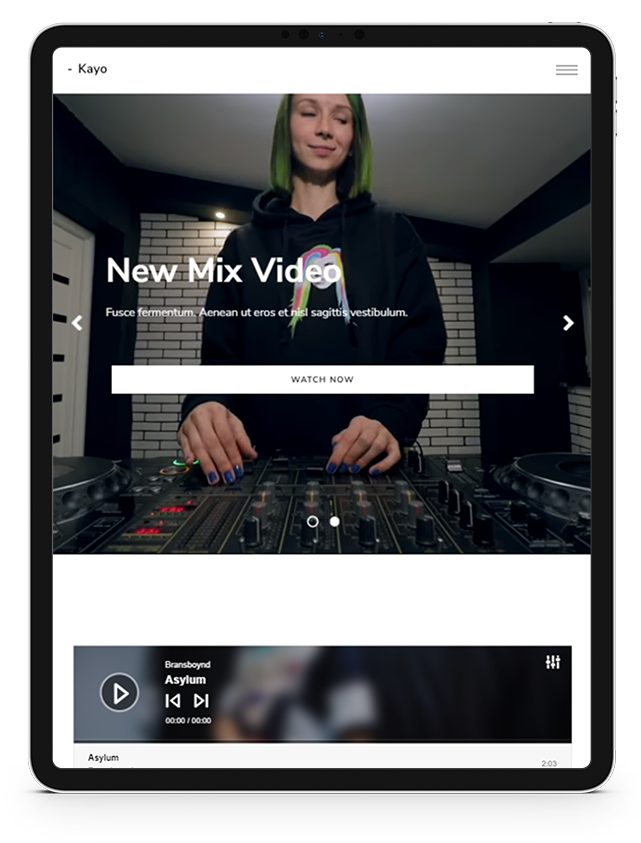 - Kayo
New Mix Video
Fusce fermentum. Aenean ut eros et nisl sagittis vestibulum.
WATCH NOW
Bransboynd
Asylum
00:00 / 00:00
Asylum
2:03